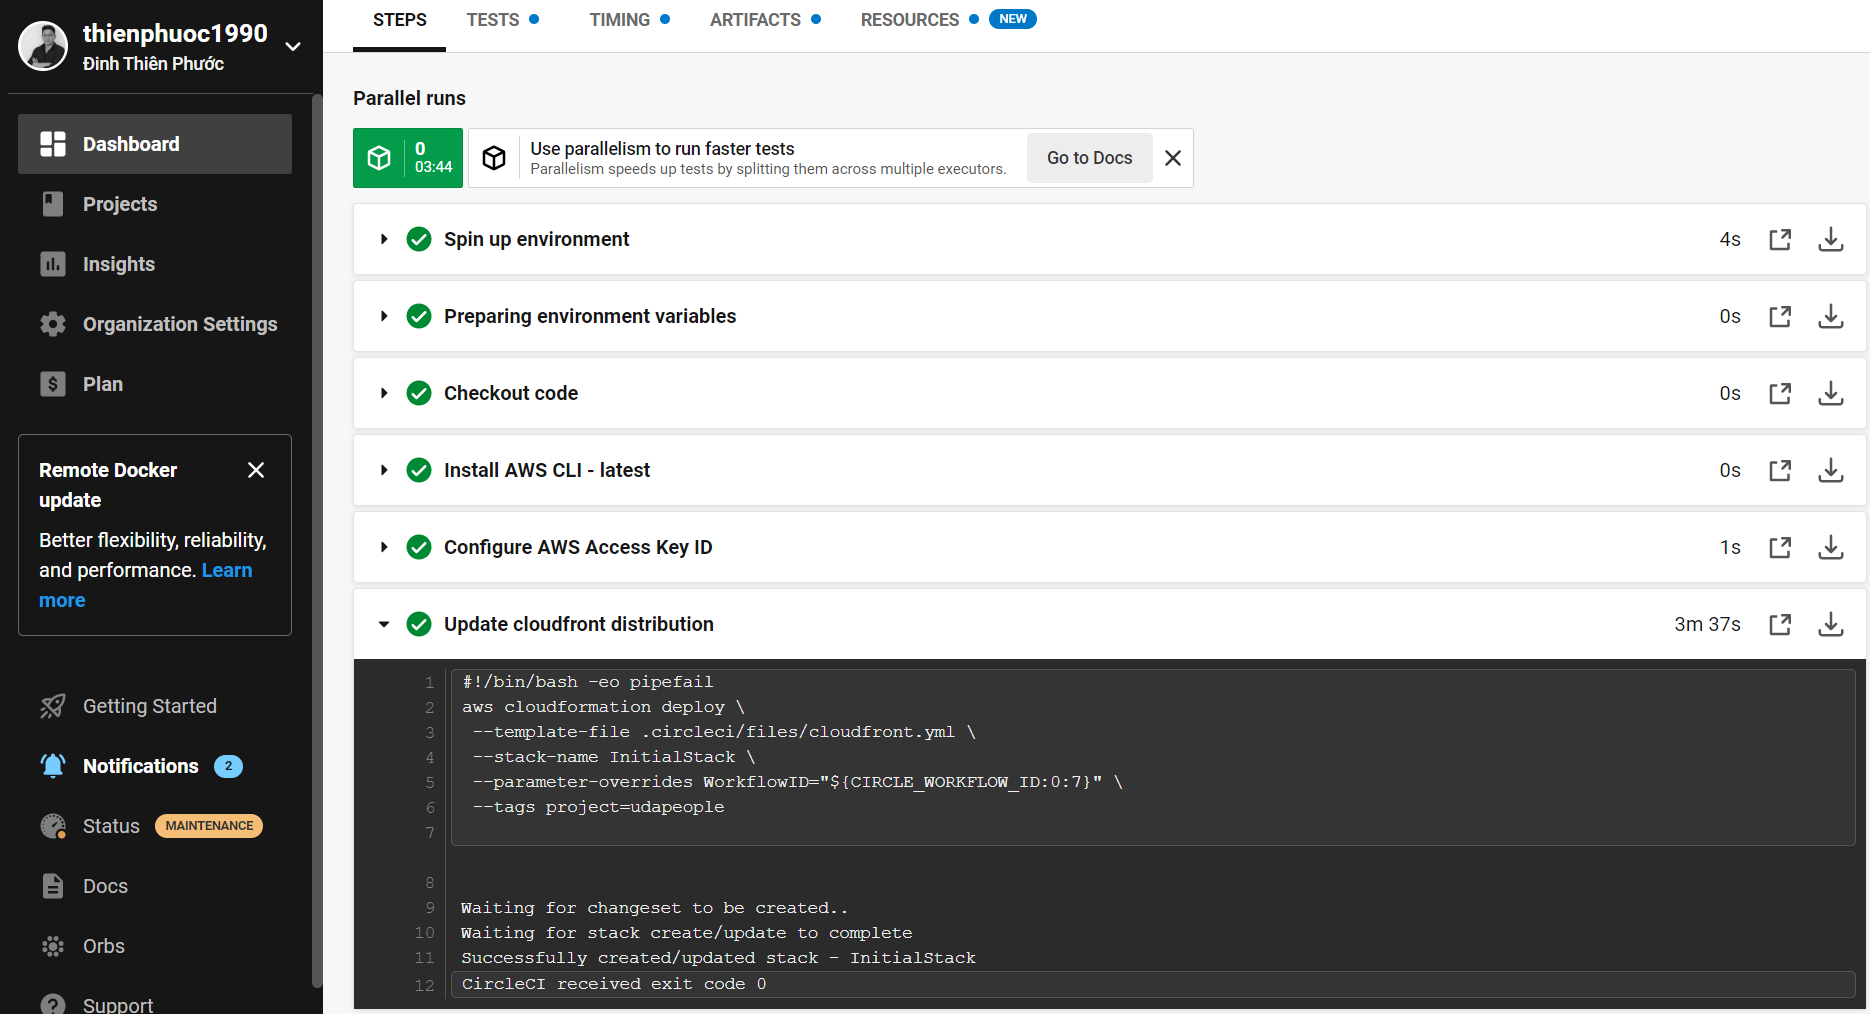 thienphuoc1990
Đinh Thiên Phước
Dashboard
Projects
Insights
Organization Settings
Plan
Remote Docker
update
Better flexibility, reliability,
and performance. Learn
more
Getting Started
Notifications 2
Status MAINTENANCE
Docs
Orbs
Support
STEPS TESTS TIMING ARTIFACTS RESOURCES NEW
Parallel runs
0
03:44
Use parallelism to run faster tests
Parallelism speeds up tests by splitting them across multiple executors.
Go to Docs
Spin up environment 4s
Preparing environment variables 0s
Checkout code 0s
Install AWS CLI - latest 0s
Configure AWS Access Key ID 1s
Update cloudfront distribution 3m 37s
1 #!/bin/bash -eo pipefail
2 aws cloudformation deploy \
3 --template-file .circleci/files/cloudfront.yml \
4 --stack-name InitialStack \
5 --parameter-overrides WorkflowID="${CIRCLE_WORKFLOW_ID:0:7}" \
6 --tags project=udapeople
7
8
9 Waiting for changeset to be created..
10 Waiting for stack create/update to complete
11 Successfully created/updated stack - InitialStack
12 CircleCI received exit code 0